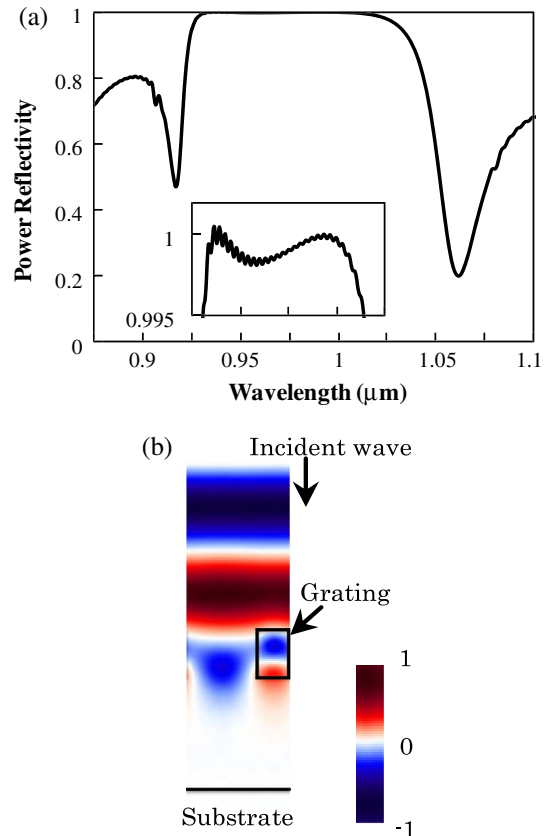 (a)
1
0.8
0.6
0.4
0.2
0
Power Reflectivity
1
0.995
0.9
0.95
1
1.05
1.1
Wavelength (μm)
(b)
Incident wave
Grating
1
0
-1
Substrate